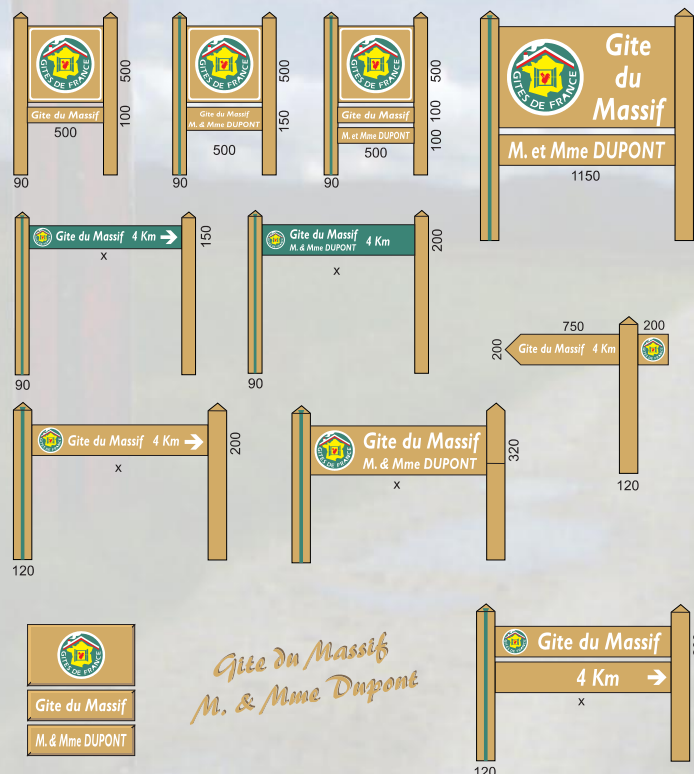 GITES DE FRANCE
Gite du Massif
500
100
500
90
GITES DE FRANCE
Gite du Massif
M. & Mme DUPONT
500
150
500
90
GITES DE FRANCE
Gite du Massif
M. et Mme DUPONT
500
100
100
500
90
GITES DE FRANCE
Gite
du
Massif
M. et Mme DUPONT
1150
Gite du Massif 4 Km
150
x
90
Gite du Massif
M. & Mme DUPONT
4 Km
200
x
90
750
200
200
Gite du Massif 4 Km
120
Gite du Massif 4 Km
200
x
120
GITES DE FRANCE
Gite du Massif
M. & Mme DUPONT
320
x
GITES DE FRANCE
Gite du Massif
M. & Mme DUPONT
Gite du Massif
M. & Mme Dupont
Gite du Massif
4 Km
x
120